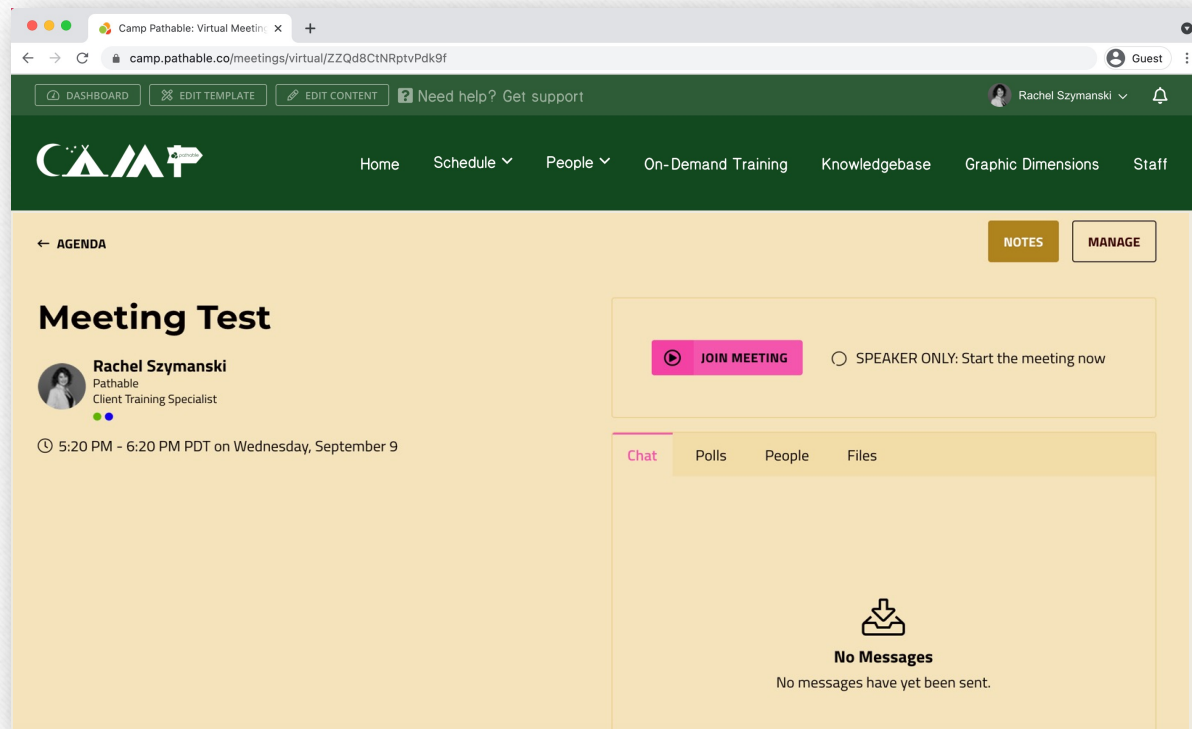 Camp Pathable: Virtual Meeting
camp.pathable.co/meetings/virtual/ZZQd8CtNRptvPdk9f
Guest
DASHBOARD
EDIT TEMPLATE
EDIT CONTENT
? Need help? Get support
Rachel Szymanski
CAMP
pathable
Home
Schedule
People
On-Demand Training
Knowledgebase
Graphic Dimensions
Staff
← AGENDA
NOTES
MANAGE
Meeting Test
Rachel Szymanski
Pathable
Client Training Specialist
5:20 PM - 6:20 PM PDT on Wednesday, September 9
JOIN MEETING
SPEAKER ONLY: Start the meeting now
Chat
Polls
People
Files
No Messages
No messages have yet been sent.